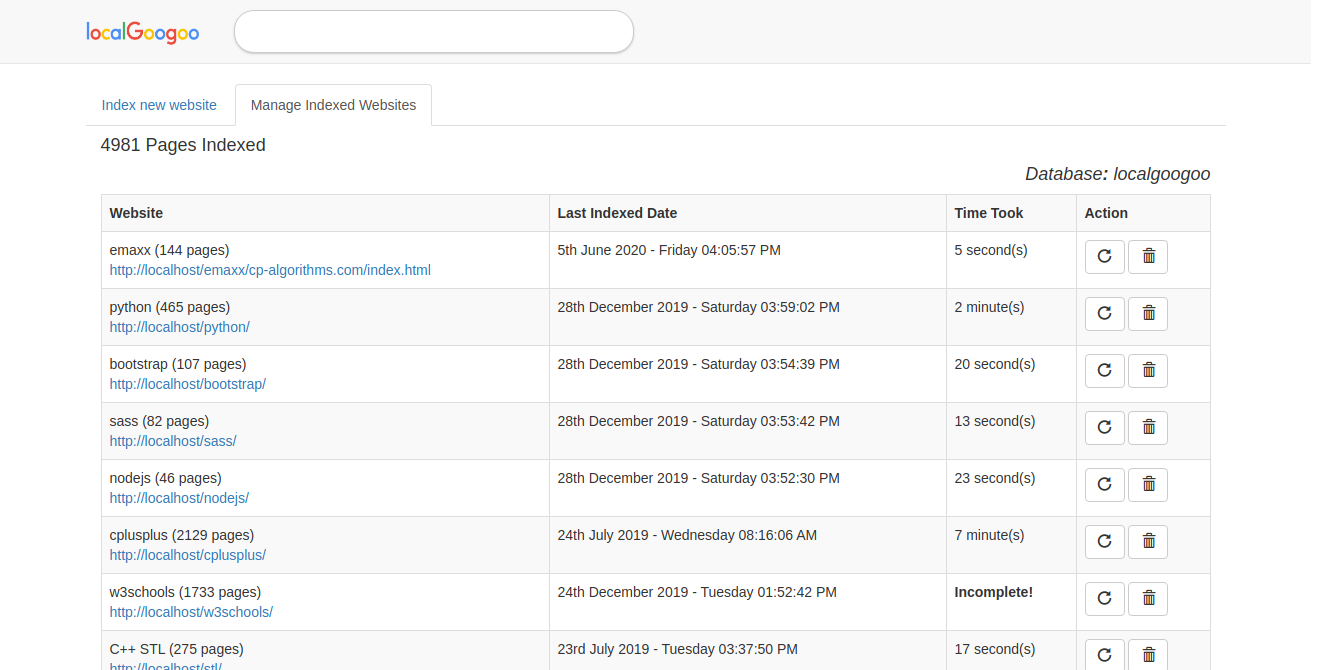 localGoogoo
Index new website
Manage Indexed Websites
4981 Pages Indexed
Database: localgoogoo
Website Last Indexed Date Time Took Action
emaxx (144 pages) 5th June 2020 - Friday 04:05:57 PM 5 second(s)
http://localhost/emaxx/cp-algorithms.com/index.html
python (465 pages) 28th December 2019 - Saturday 03:59:02 PM 2 minute(s)
http://localhost/python/
bootstrap (107 pages) 28th December 2019 - Saturday 03:54:39 PM 20 second(s)
http://localhost/bootstrap/
sass (82 pages) 28th December 2019 - Saturday 03:53:42 PM 13 second(s)
http://localhost/sass/
nodejs (46 pages) 28th December 2019 - Saturday 03:52:30 PM 23 second(s)
http://localhost/nodejs/
cplusplus (2129 pages) 24th July 2019 - Wednesday 08:16:06 AM 7 minute(s)
http://localhost/cplusplus/
w3schools (1733 pages) 24th December 2019 - Tuesday 01:52:42 PM Incomplete!
http://localhost/w3schools/
C++ STL (275 pages) 23rd July 2019 - Tuesday 03:37:50 PM 17 second(s)
http://localhost/stl/